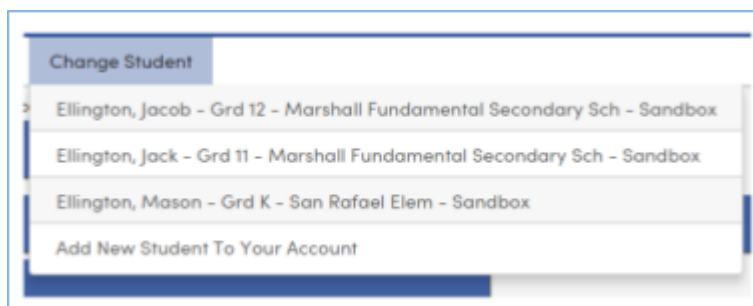 Change Student
Ellington, Jacob - Grd 12 - Marshall Fundamental Secondary Sch - Sandbox
Ellington, Jack - Grd 11 - Marshall Fundamental Secondary Sch - Sandbox
Ellington, Mason - Grd K - San Rafael Elem - Sandbox
Add New Student To Your Account